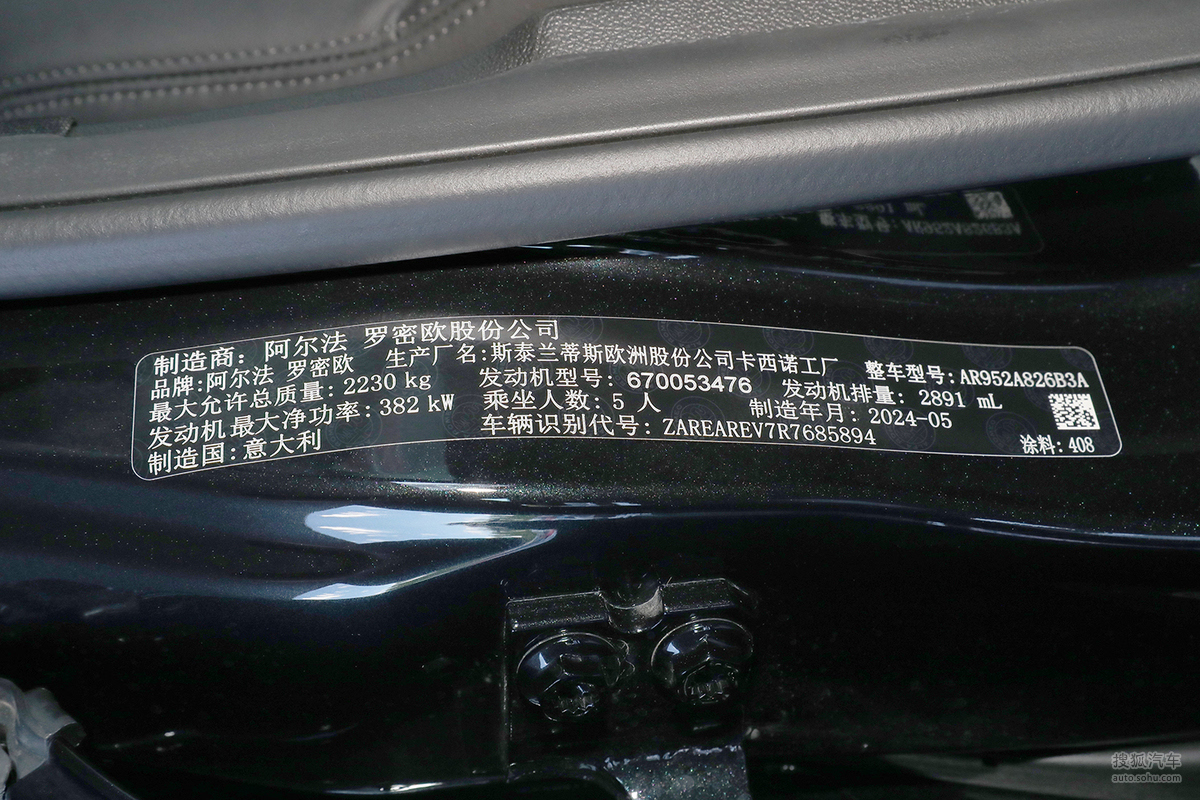 制造商: 阿尔法 罗密欧股份公司
品牌:阿尔法 罗密欧 生产厂名:斯泰兰蒂斯欧洲股份公司卡西诺工厂 整车型号:AR952A826B3A
最大允许总质量: 2230 kg 发动机型号: 670053476 发动机排量: 2891 mL
发动机最大净功率: 382 kW 乘坐人数: 5 人 制造年月: 2024-05
制造国:意大利 车辆识别代号: ZAREAREV7R7685894 涂料: 408
搜狐汽车
auto.sohu.com